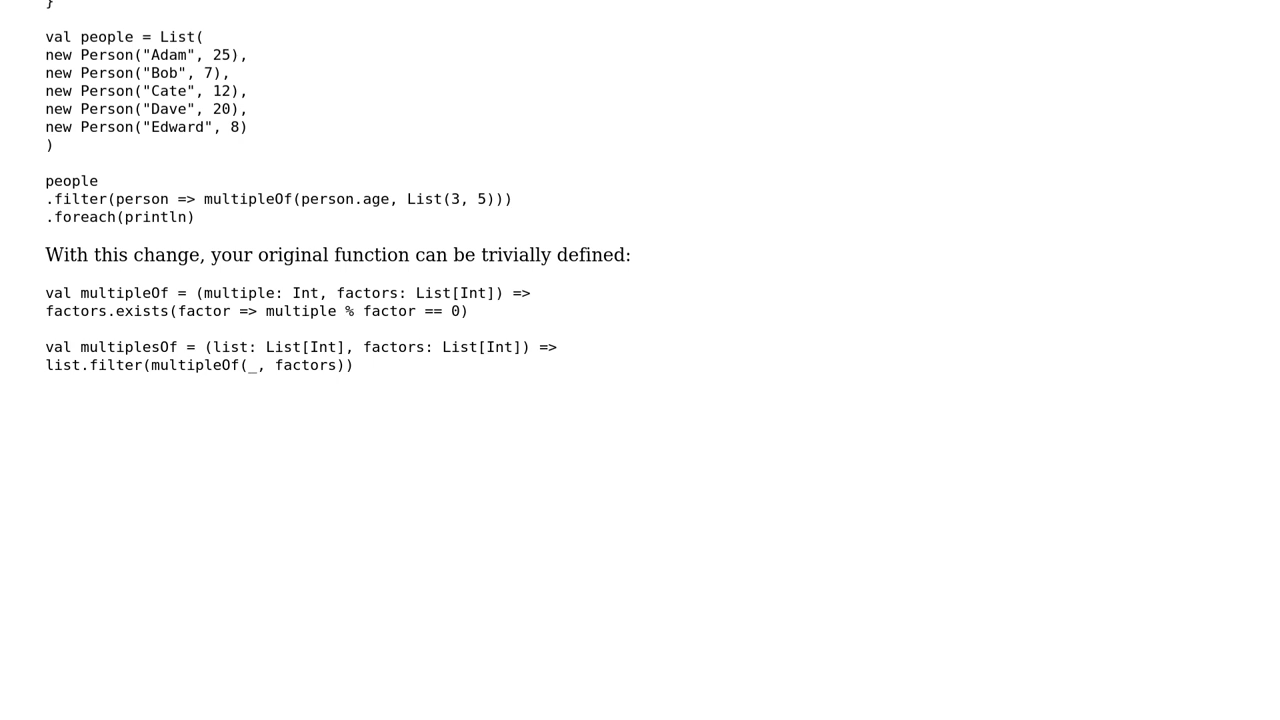 }
val people = List(
new Person("Adam", 25),
new Person("Bob", 7),
new Person("Cate", 12),
new Person("Dave", 20),
new Person("Edward", 8)
)
people
.filter(person => multipleOf(person.age, List(3, 5)))
.foreach(println)
With this change, your original function can be trivially defined:
val multipleOf = (multiple: Int, factors: List[Int]) =>
factors.exists(factor => multiple % factor == 0)
val multiplesOf = (list: List[Int], factors: List[Int]) =>
list.filter(multipleOf(_, factors))